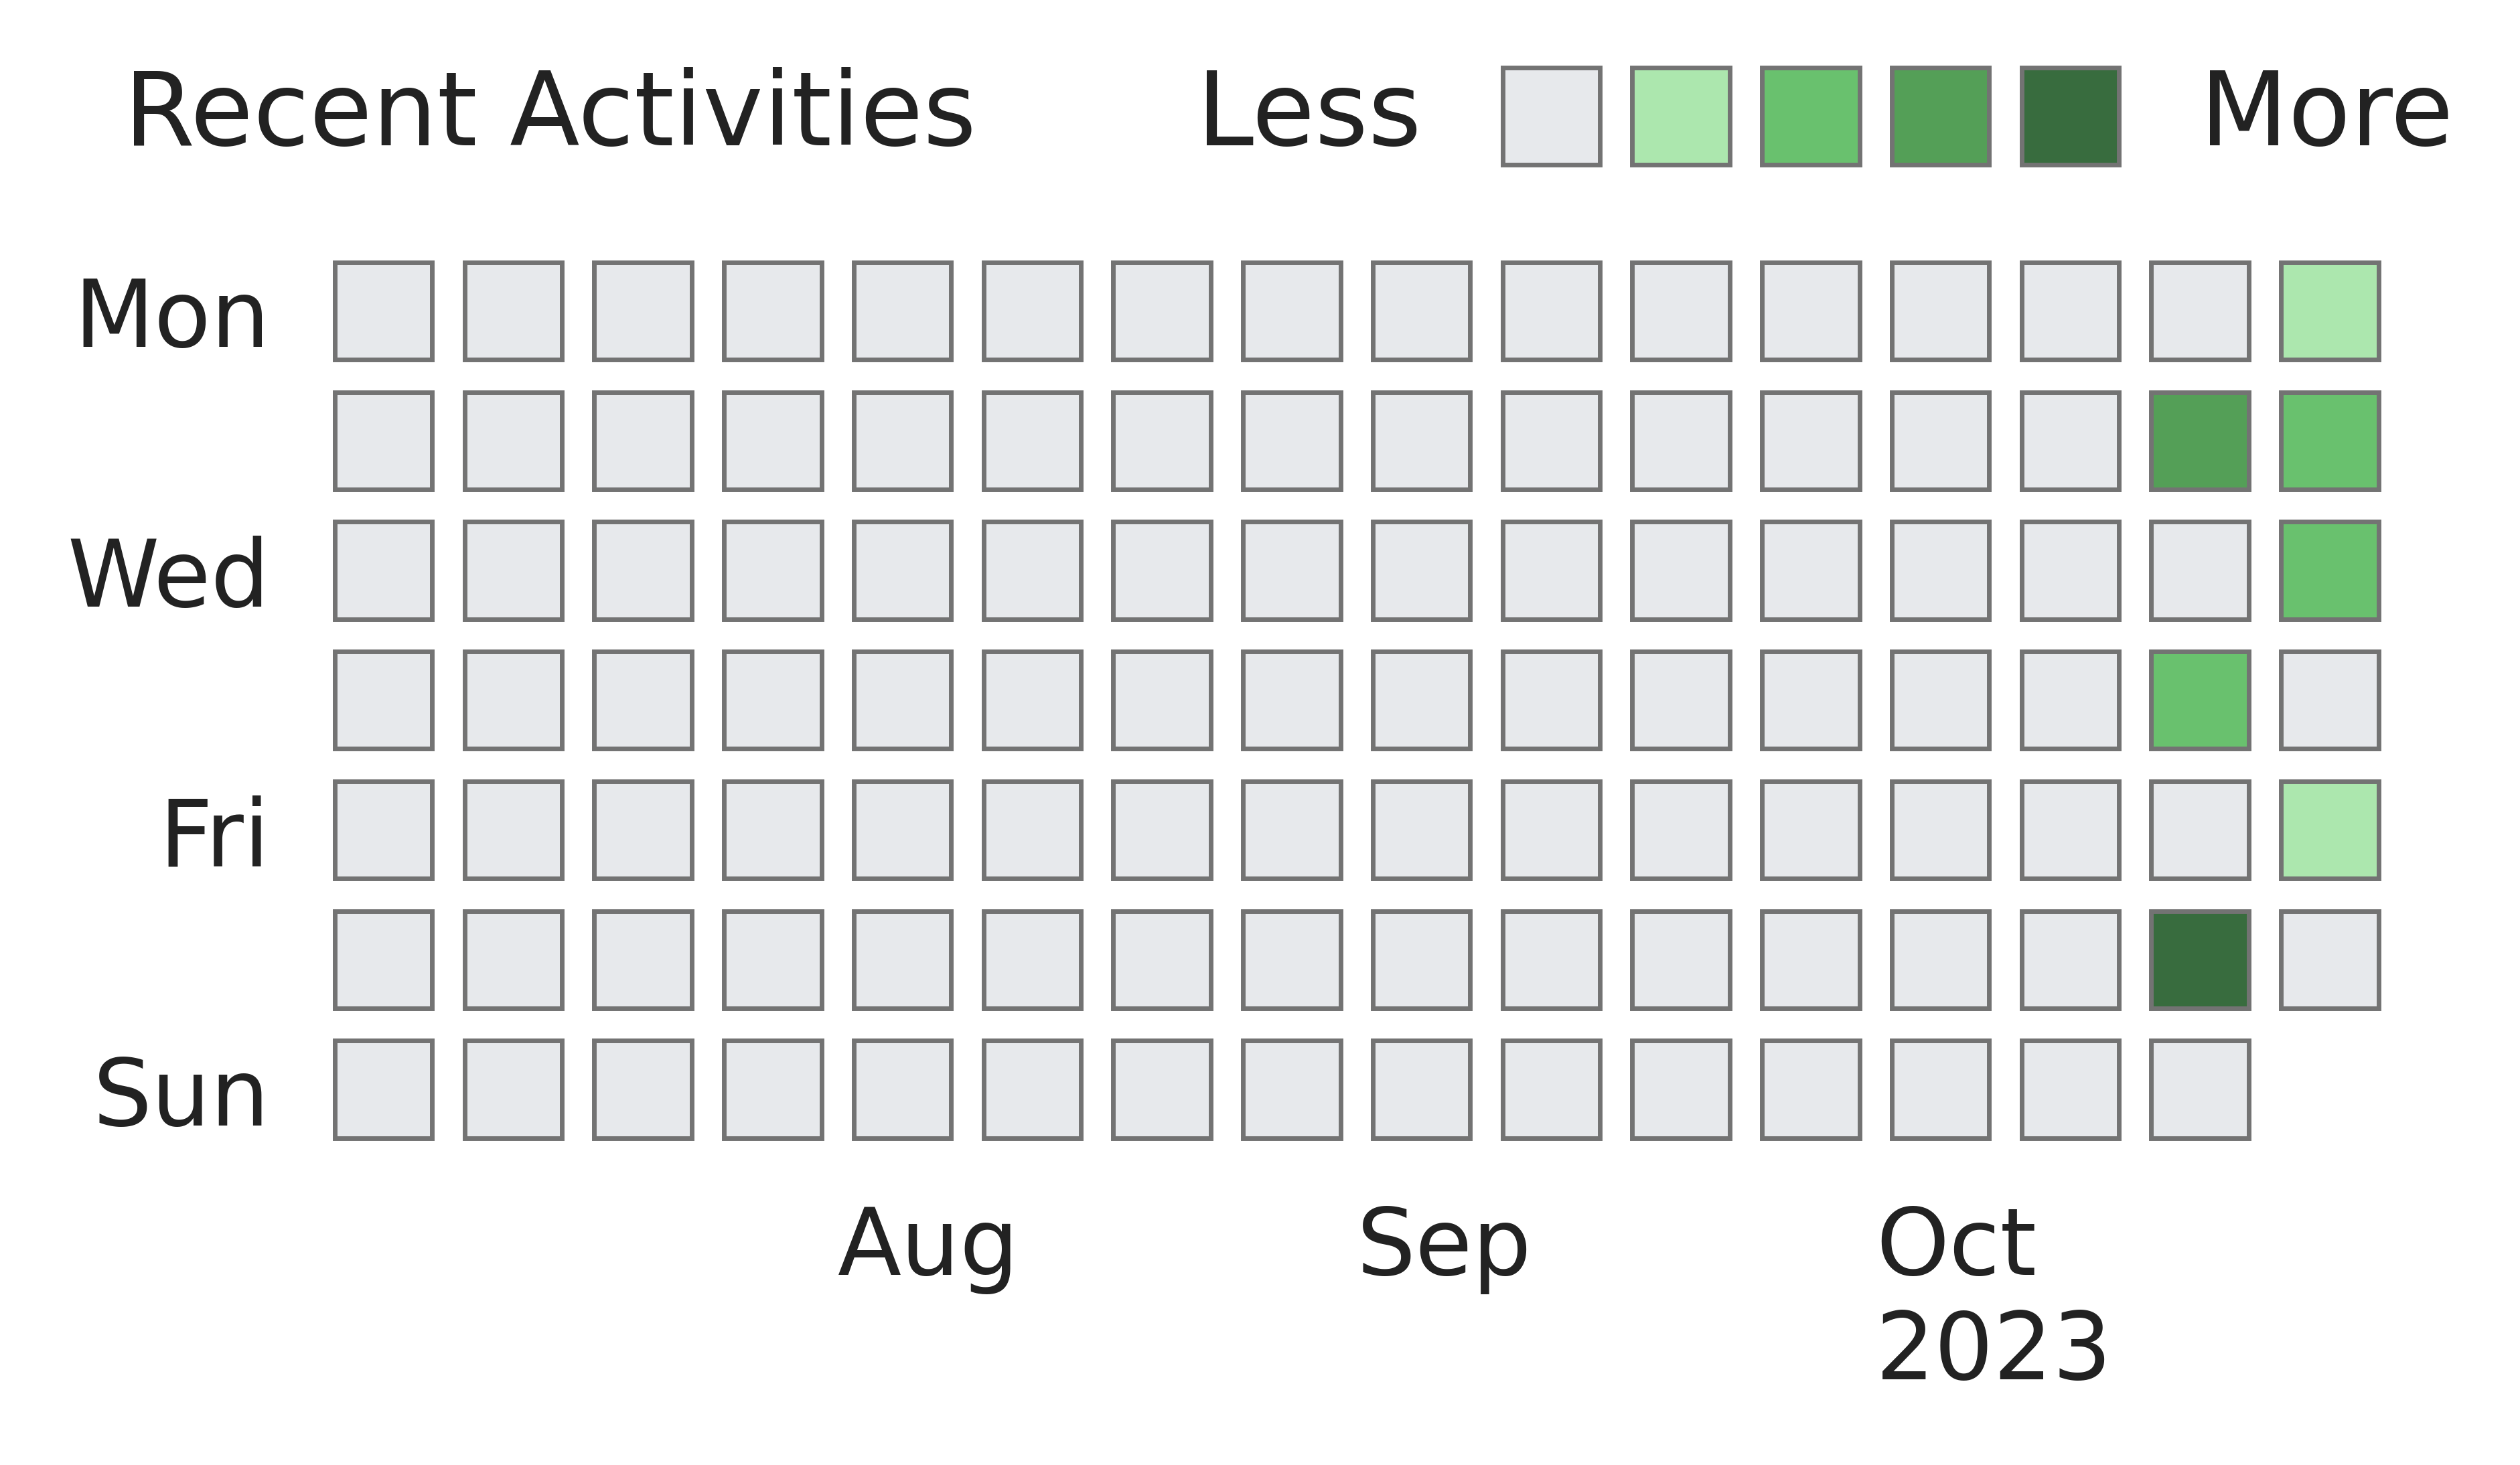 Recent Activities
Less
More
Mon
Wed
Fri
Sun
Aug
Sep
Oct
2023